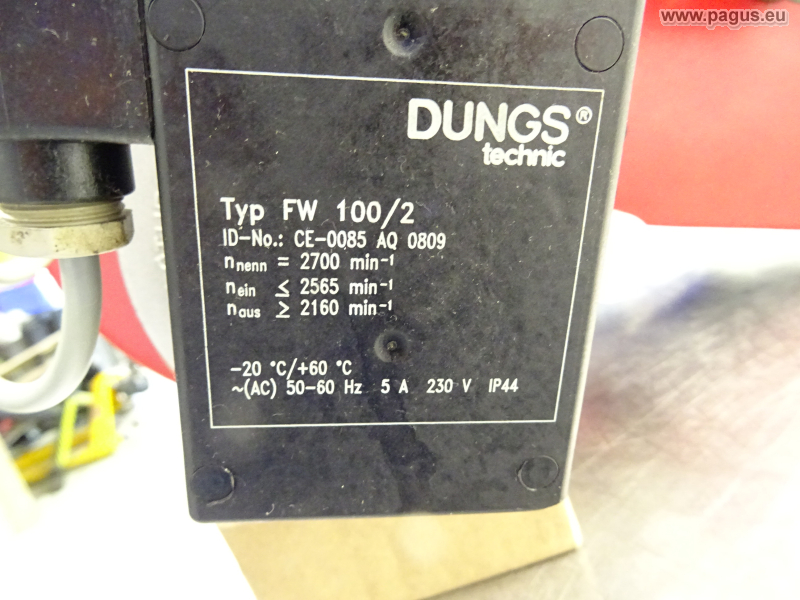 www.pagus.eu
DUNGS®
technic
Typ FW 100/2
ID-No.: CE-0085 AQ 0809
nnenn = 2700 min-1
nein ≤ 2565 min-1
naus ≥ 2160 min-1
-20 °C/+60 °C
~(AC) 50-60 Hz 5 A 230 V IP44